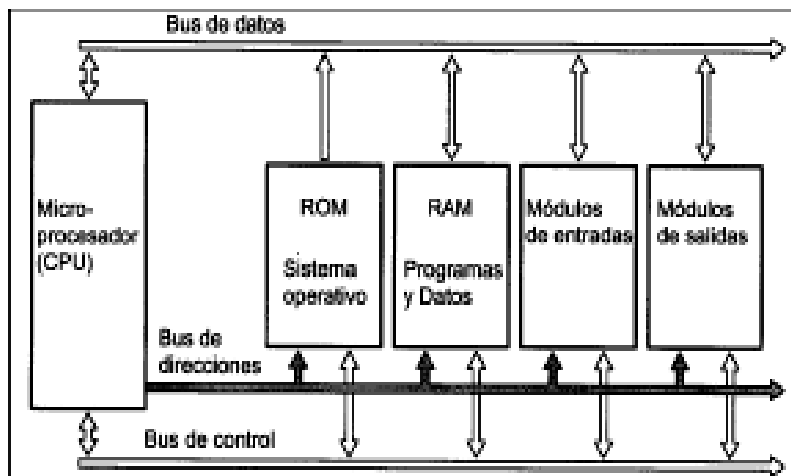 Bus de datos
Micro-
procesador
(CPU)
ROM
Sistema
operativo
RAM
Programas
y Datos
Módulos
de entradas
Módulos
de salidas
Bus de
direcciones
Bus de control